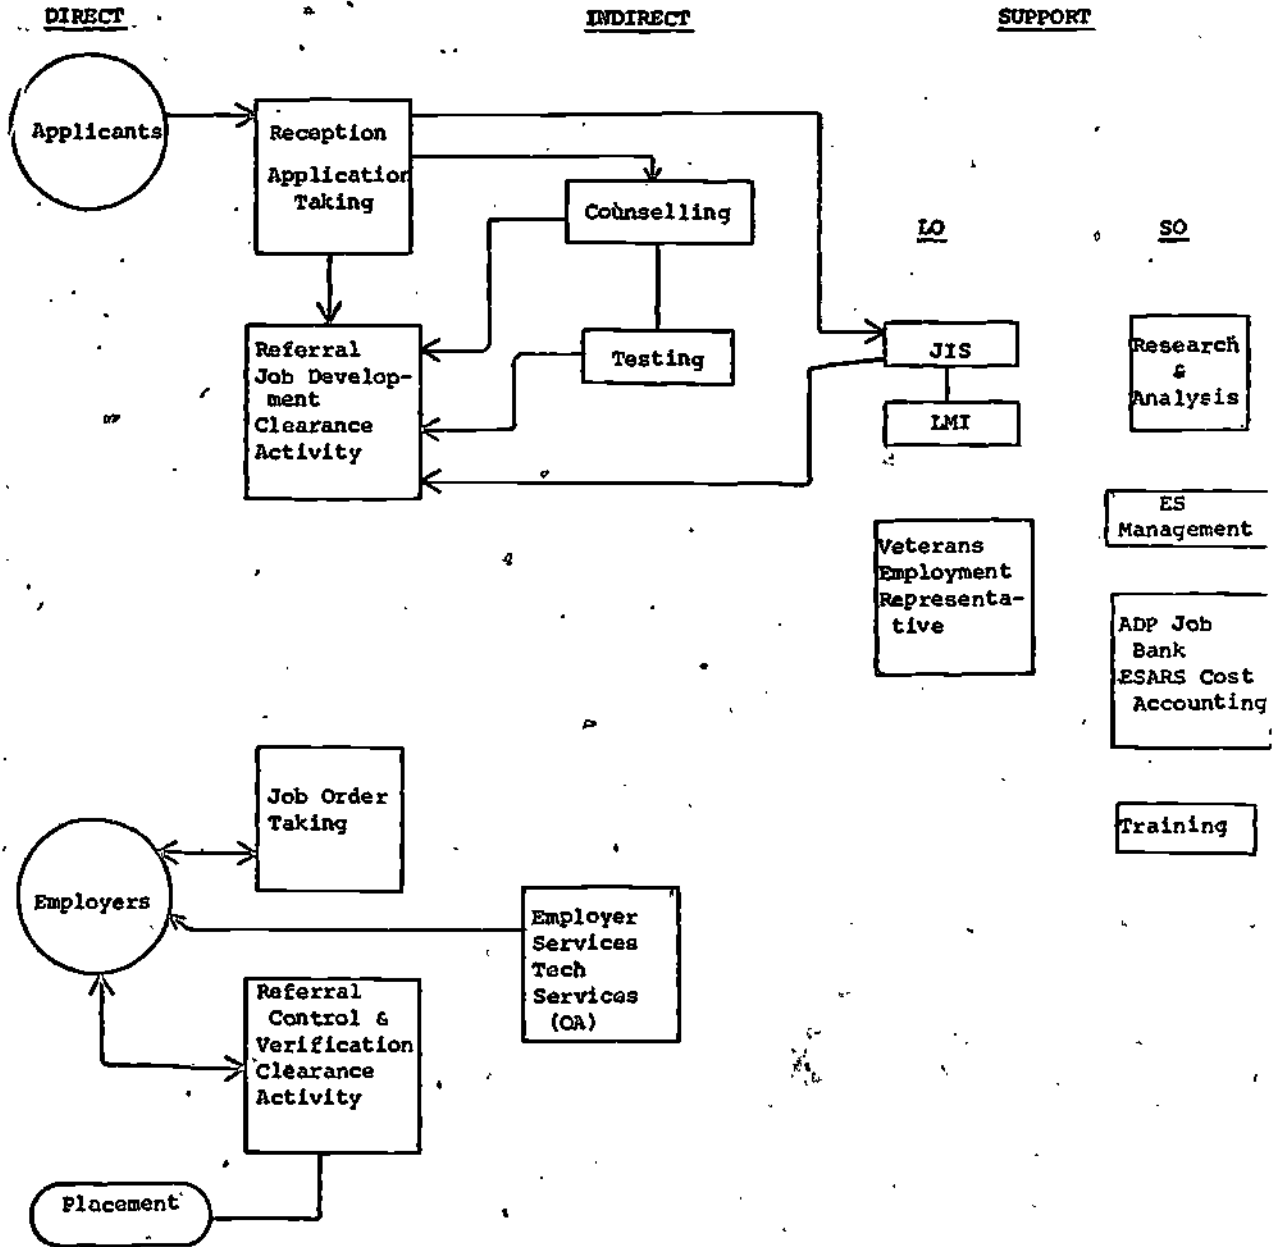 DIRECT
INDIRECT
SUPPORT
Applicants
Reception
Application
Taking
Counselling
LO
SO
Referral
Job Develop-
ment
Clearance
Activity
Testing
JIS
LMI
Research
&
Analysis
ES
Management
Veterans
Employment
Representa-
tive
ADP Job
Bank
ESARS Cost
Accounting
Job Order
Taking
Training
Employers
Employer
Services
Tech
Services
(OA)
Referral
Control &
Verification
Clearance
Activity
Placement